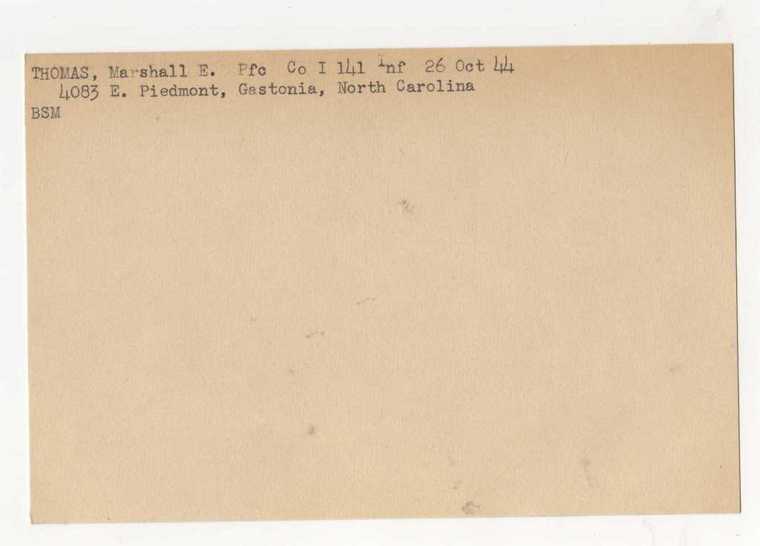 THOMAS, Marshall E. Pfc Co I 141 Inf 26 Oct 44
4083 E. Piedmont, Gastonia, North Carolina
BSM